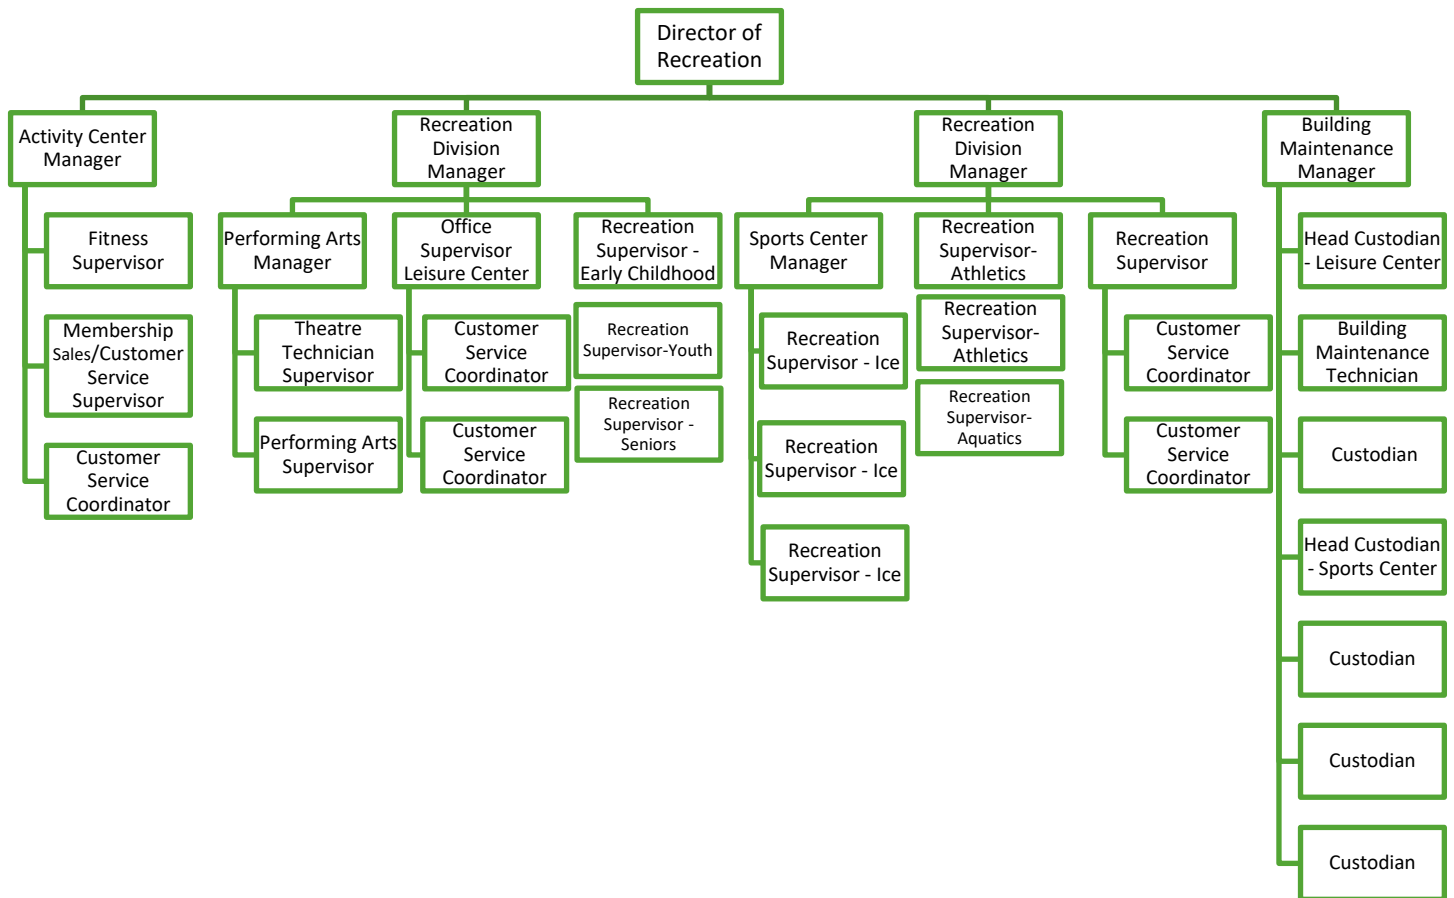 Director of
Recreation
Activity Center
Manager
Recreation
Division
Manager
Recreation
Division
Manager
Building
Maintenance
Manager
Fitness
Supervisor
Membership
Sales/Customer
Service
Supervisor
Customer
Service
Coordinator
Performing Arts
Manager
Theatre
Technician
Supervisor
Performing Arts
Supervisor
Office
Supervisor
Leisure Center
Customer
Service
Coordinator
Customer
Service
Coordinator
Recreation
Supervisor -
Early Childhood
Recreation
Supervisor-Youth
Recreation
Supervisor -
Seniors
Sports Center
Manager
Recreation
Supervisor - Ice
Recreation
Supervisor - Ice
Recreation
Supervisor - Ice
Recreation
Supervisor-
Athletics
Recreation
Supervisor-
Athletics
Recreation
Supervisor-
Aquatics
Recreation
Supervisor
Customer
Service
Coordinator
Customer
Service
Coordinator
Head Custodian
- Leisure Center
Building
Maintenance
Technician
Custodian
Head Custodian
- Sports Center
Custodian
Custodian
Custodian